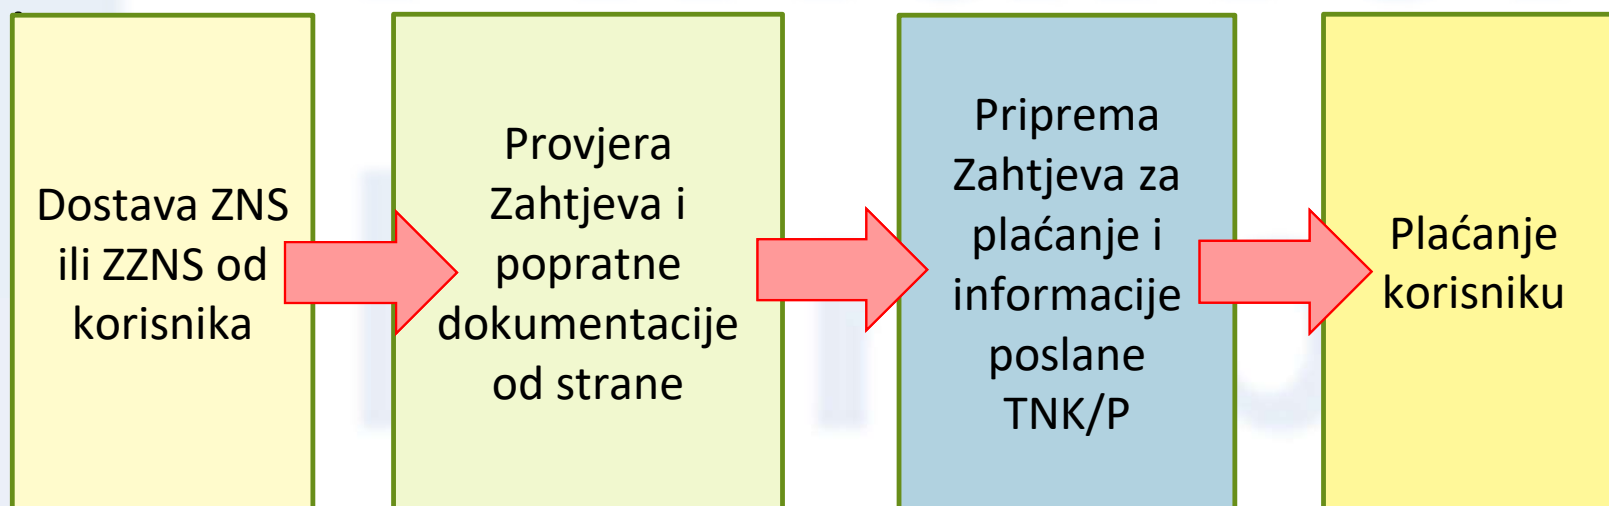 Dostava ZNS
ili ZZNS od
korisnika
Provjera
Zahtjeva i
popratne
dokumentacije
od strane
Priprema
Zahtjeva za
plaćanje i
informacije
poslane
TNK/P
Plaćanje
korisniku